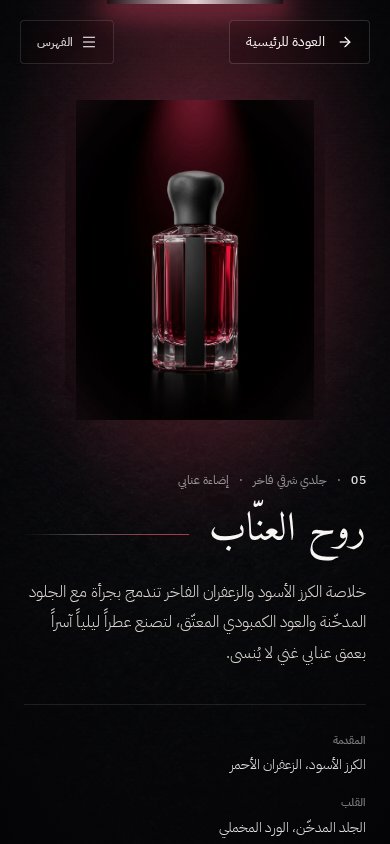 العودة للرئيسية
الفهرس
05 · جلدي شرقي فاخر · إضاءة عنابي
روح العنّاب
خلاصة الكرز الأسود والزعفران الفاخر تندمج بجرأة مع الجلود
المدخّنة والعود الكمبودي المعتّق، لتصنع عطراً ليلياً آسراً
بعمق عنابي غني لا يُنسى.
المقدمة
الكرز الأسود، الزعفران الأحمر
القلب
الجلد المدخّن، الورد المخملي